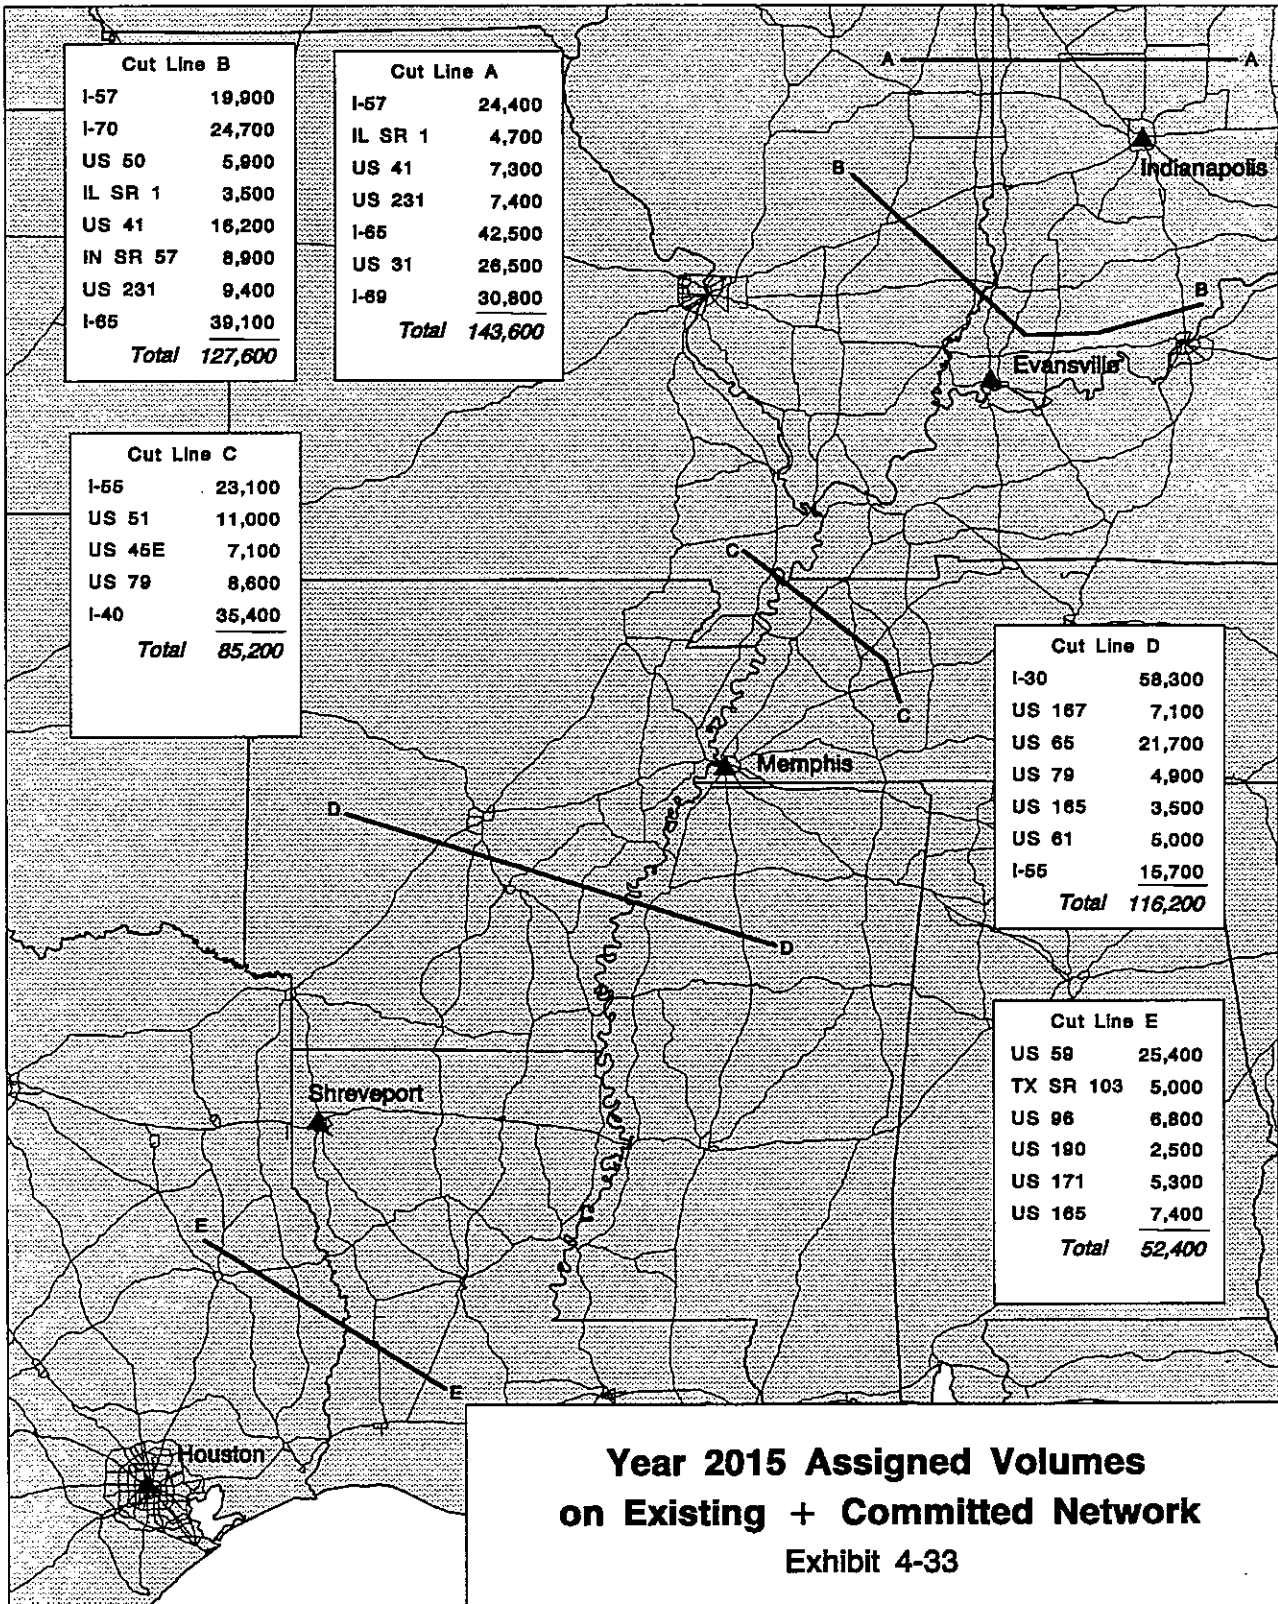 Cut Line B
I-57 19,900
I-70 24,700
US 50 5,900
IL SR 1 3,500
US 41 16,200
IN SR 57 8,900
US 231 9,400
I-65 39,100
Total 127,600
Cut Line A
I-57 24,400
IL SR 1 4,700
US 41 7,300
US 231 7,400
I-65 42,500
US 31 26,500
I-69 30,800
Total 143,600
A
A
Indianapolis
B
B
Evansville
Cut Line C
I-55 23,100
US 51 11,000
US 45E 7,100
US 79 8,600
I-40 35,400
Total 85,200
C
C
Memphis
Cut Line D
I-30 58,300
US 167 7,100
US 65 21,700
US 79 4,900
US 165 3,500
US 61 5,000
I-55 15,700
Total 116,200
D
D
Cut Line E
US 59 25,400
TX SR 103 5,000
US 96 6,800
US 190 2,500
US 171 5,300
US 165 7,400
Total 52,400
Shreveport
E
E
Houston
Year 2015 Assigned Volumes
on Existing + Committed Network
Exhibit 4-33